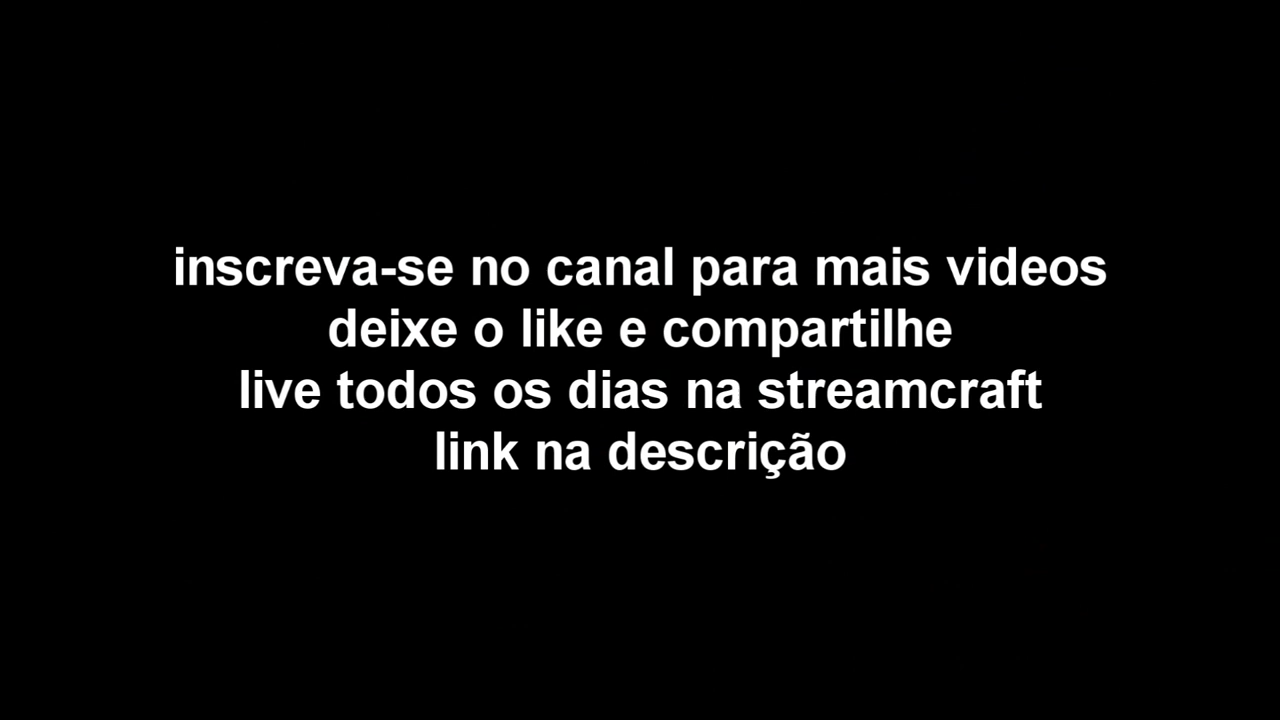 inscreva-se no canal para mais videos
deixe o like e compartilhe
live todos os dias na streamcraft
link na descrição